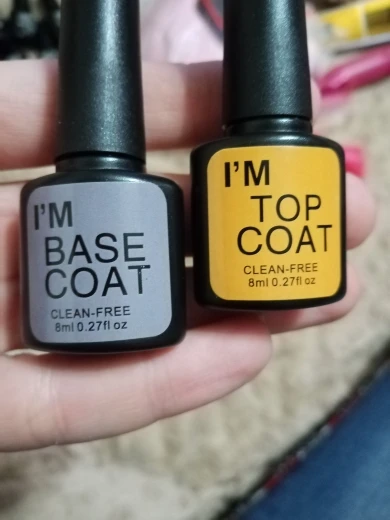 I'M
BASE
COAT
CLEAN-FREE
8ml 0.27fl oz
I'M
TOP
COAT
CLEAN-FREE
8ml 0.27fl oz